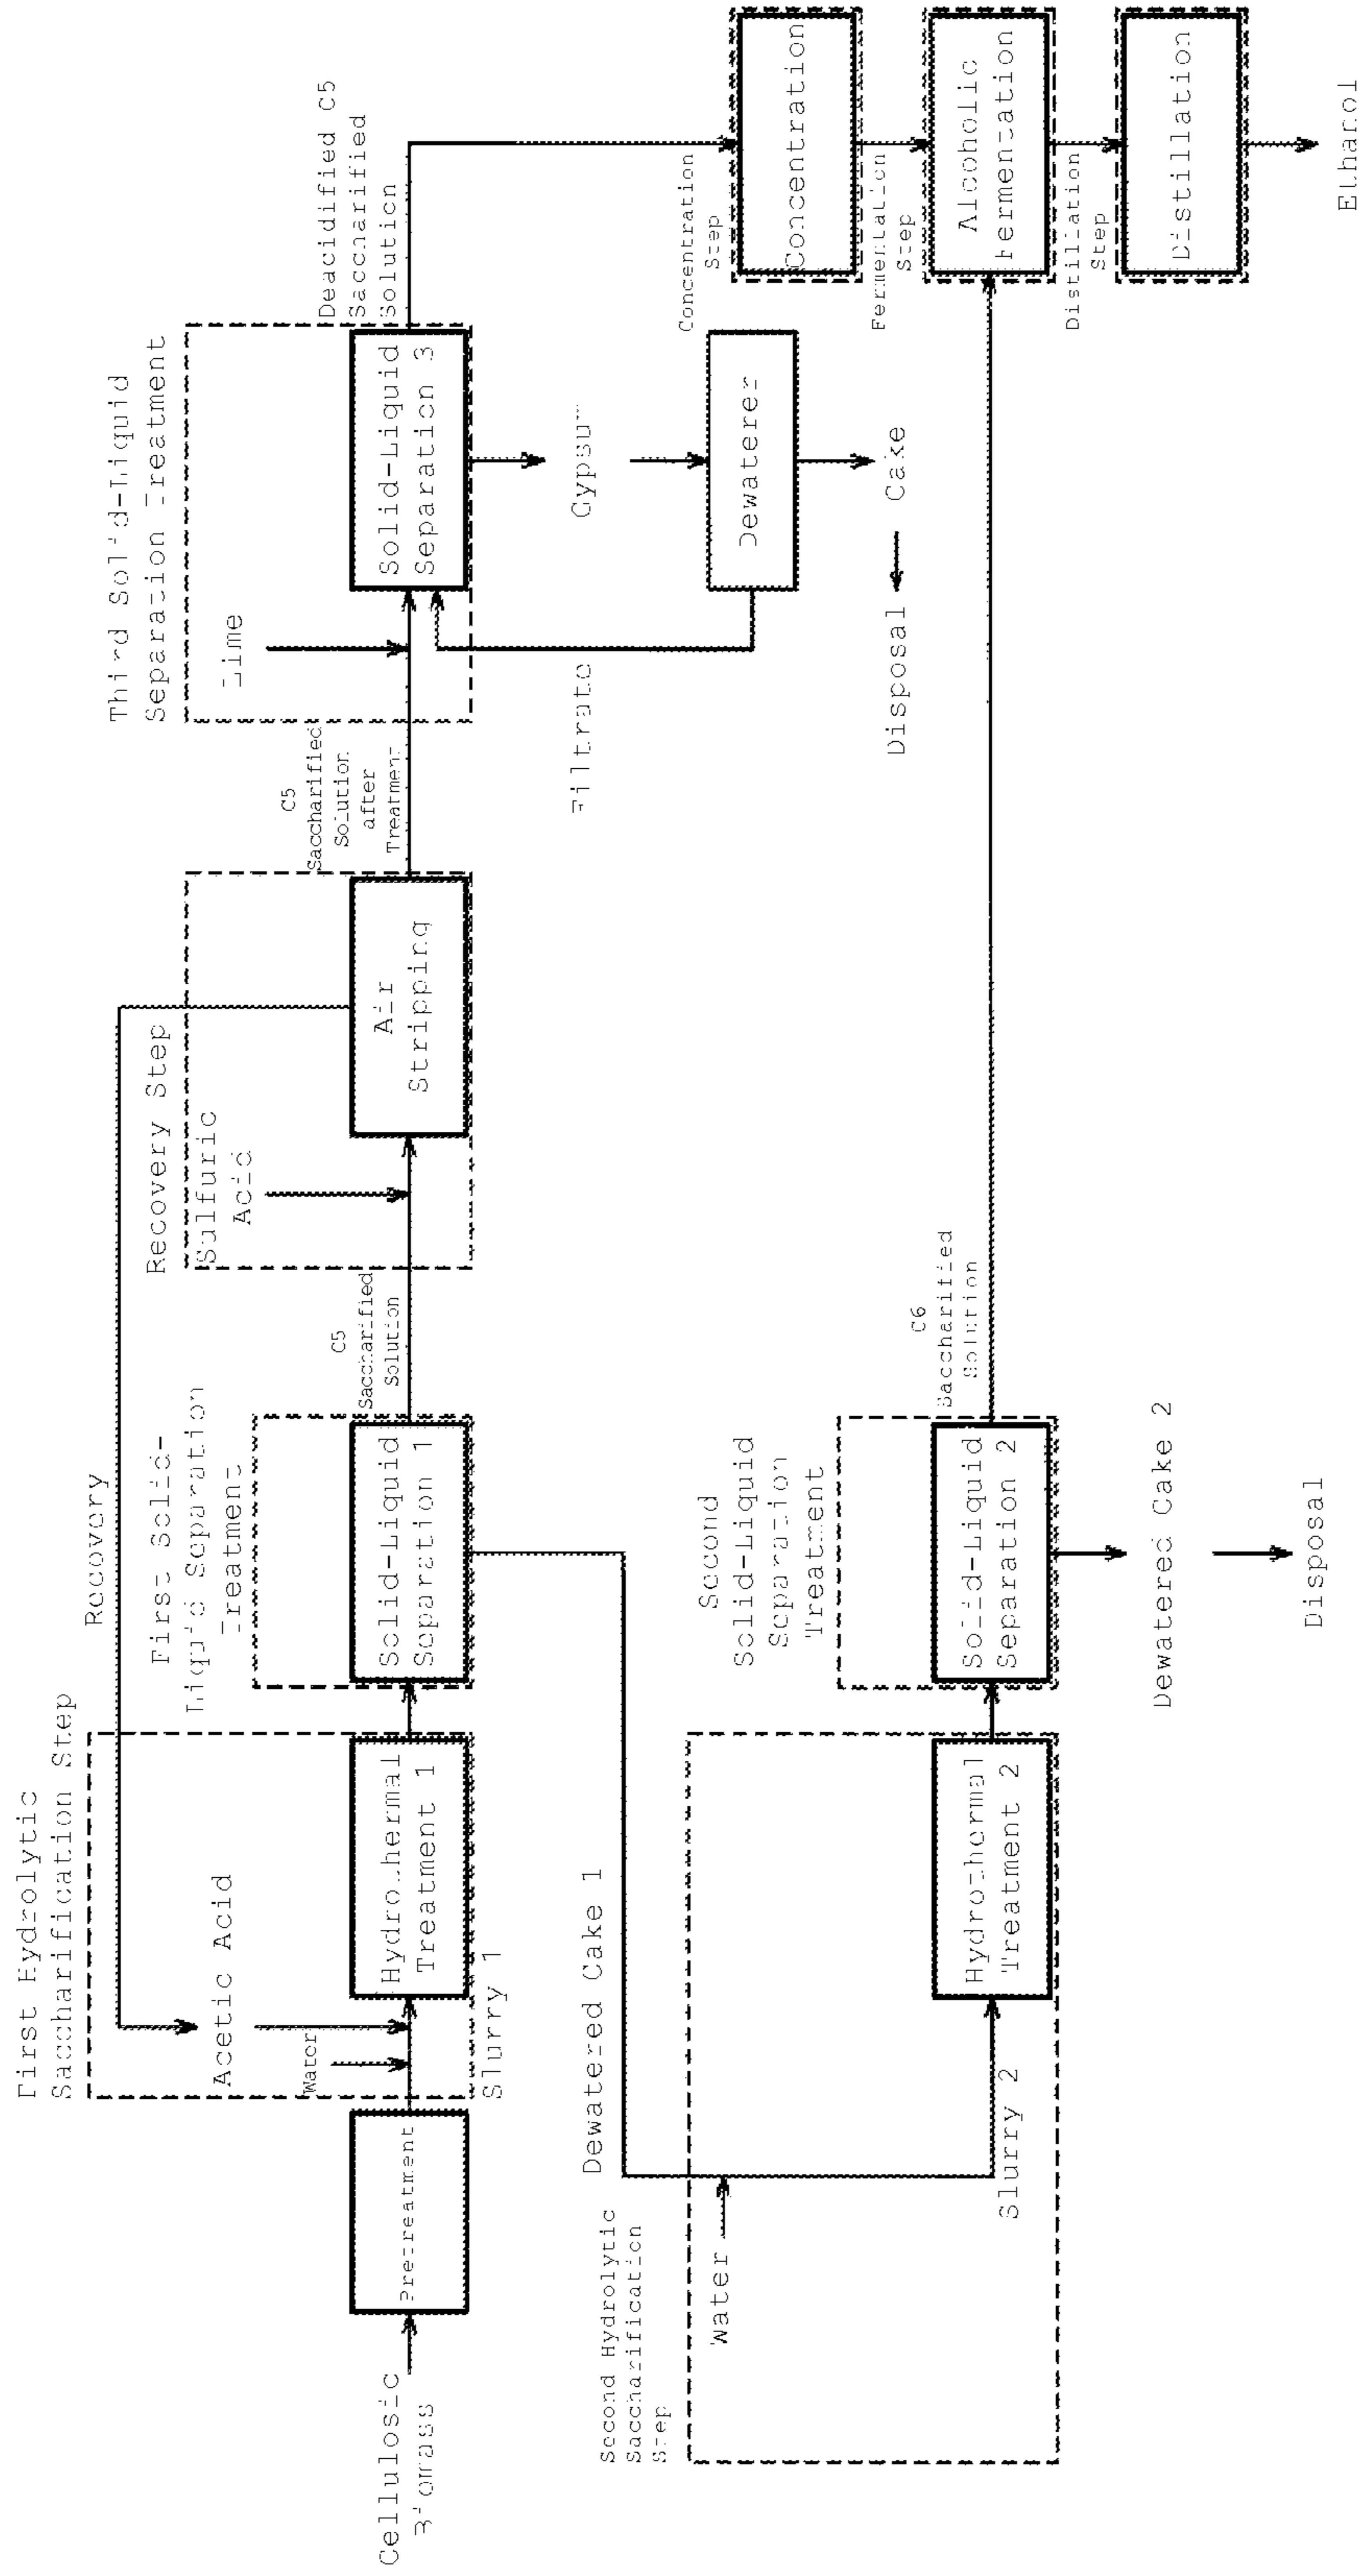 First Hydrolytic
Saccharification Step
Recovery
First Solid-
Liquid Separation
Treatment
Recovery Step
Third Solid-Liquid
Separation Treatment
Acetic Acid
Water
Sulfuric
Acid
Lime
Cellulosic
Biomass
Pretreatment
Hydrothermal
Treatment 1
Slurry 1
Solid-Liquid
Separation 1
C5
Saccharified
Solution
Air
Stripping
C5
Saccharified
Solution
after
Treatment
Solid-Liquid
Separation 3
Deacidified C5
Saccharified
Solution
Dewatered Cake 1
Filtrate
Gypsum
Dewaterer
Cake
Disposal
Second Hydrolytic
Saccharification
Step
Water
Slurry 2
Hydrothermal
Treatment 2
Second
Solid-Liquid
Separation
Treatment
Solid-Liquid
Separation 2
C6
Saccharified
Solution
Dewatered Cake 2
Disposal
Concentration
Step
Concentration
Fermentation
Step
Alcoholic
Fermentation
Distillation
Step
Distillation
Ethanol